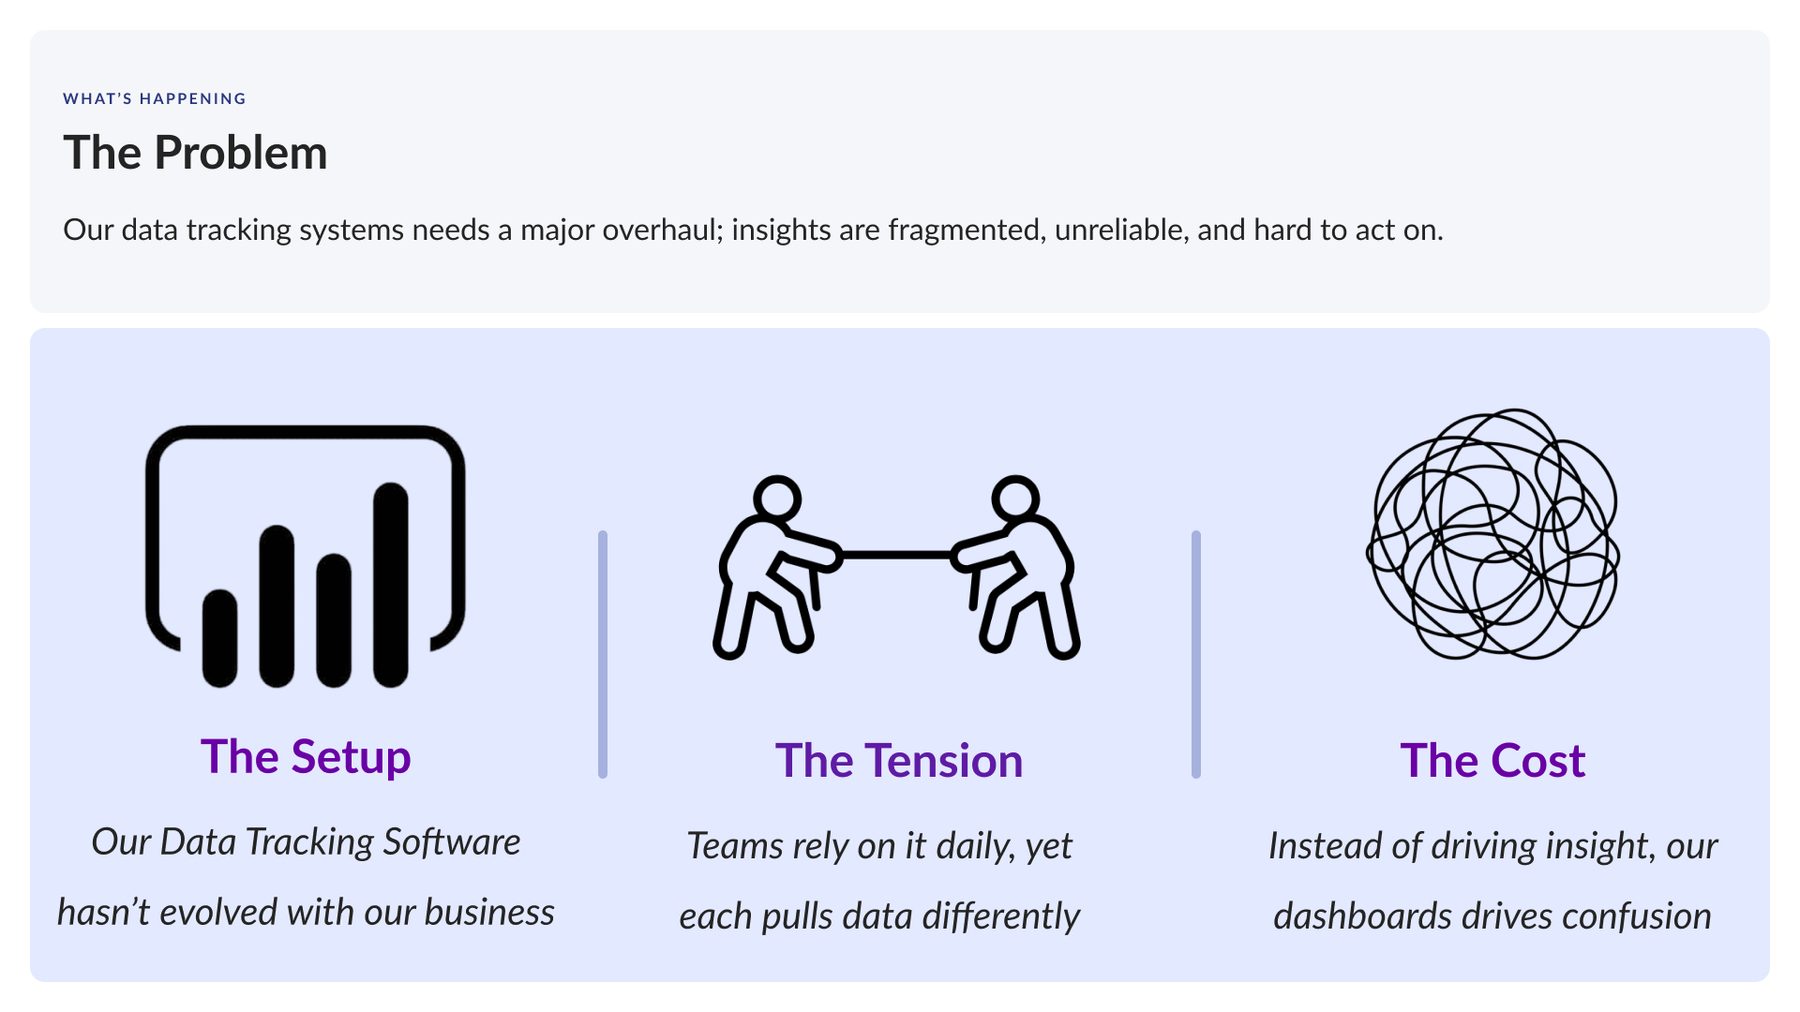 WHAT’S HAPPENING
The Problem
Our data tracking systems needs a major overhaul; insights are fragmented, unreliable, and hard to act on.
The Setup
Our Data Tracking Software
hasn’t evolved with our business
The Tension
Teams rely on it daily, yet
each pulls data differently
The Cost
Instead of driving insight, our
dashboards drives confusion